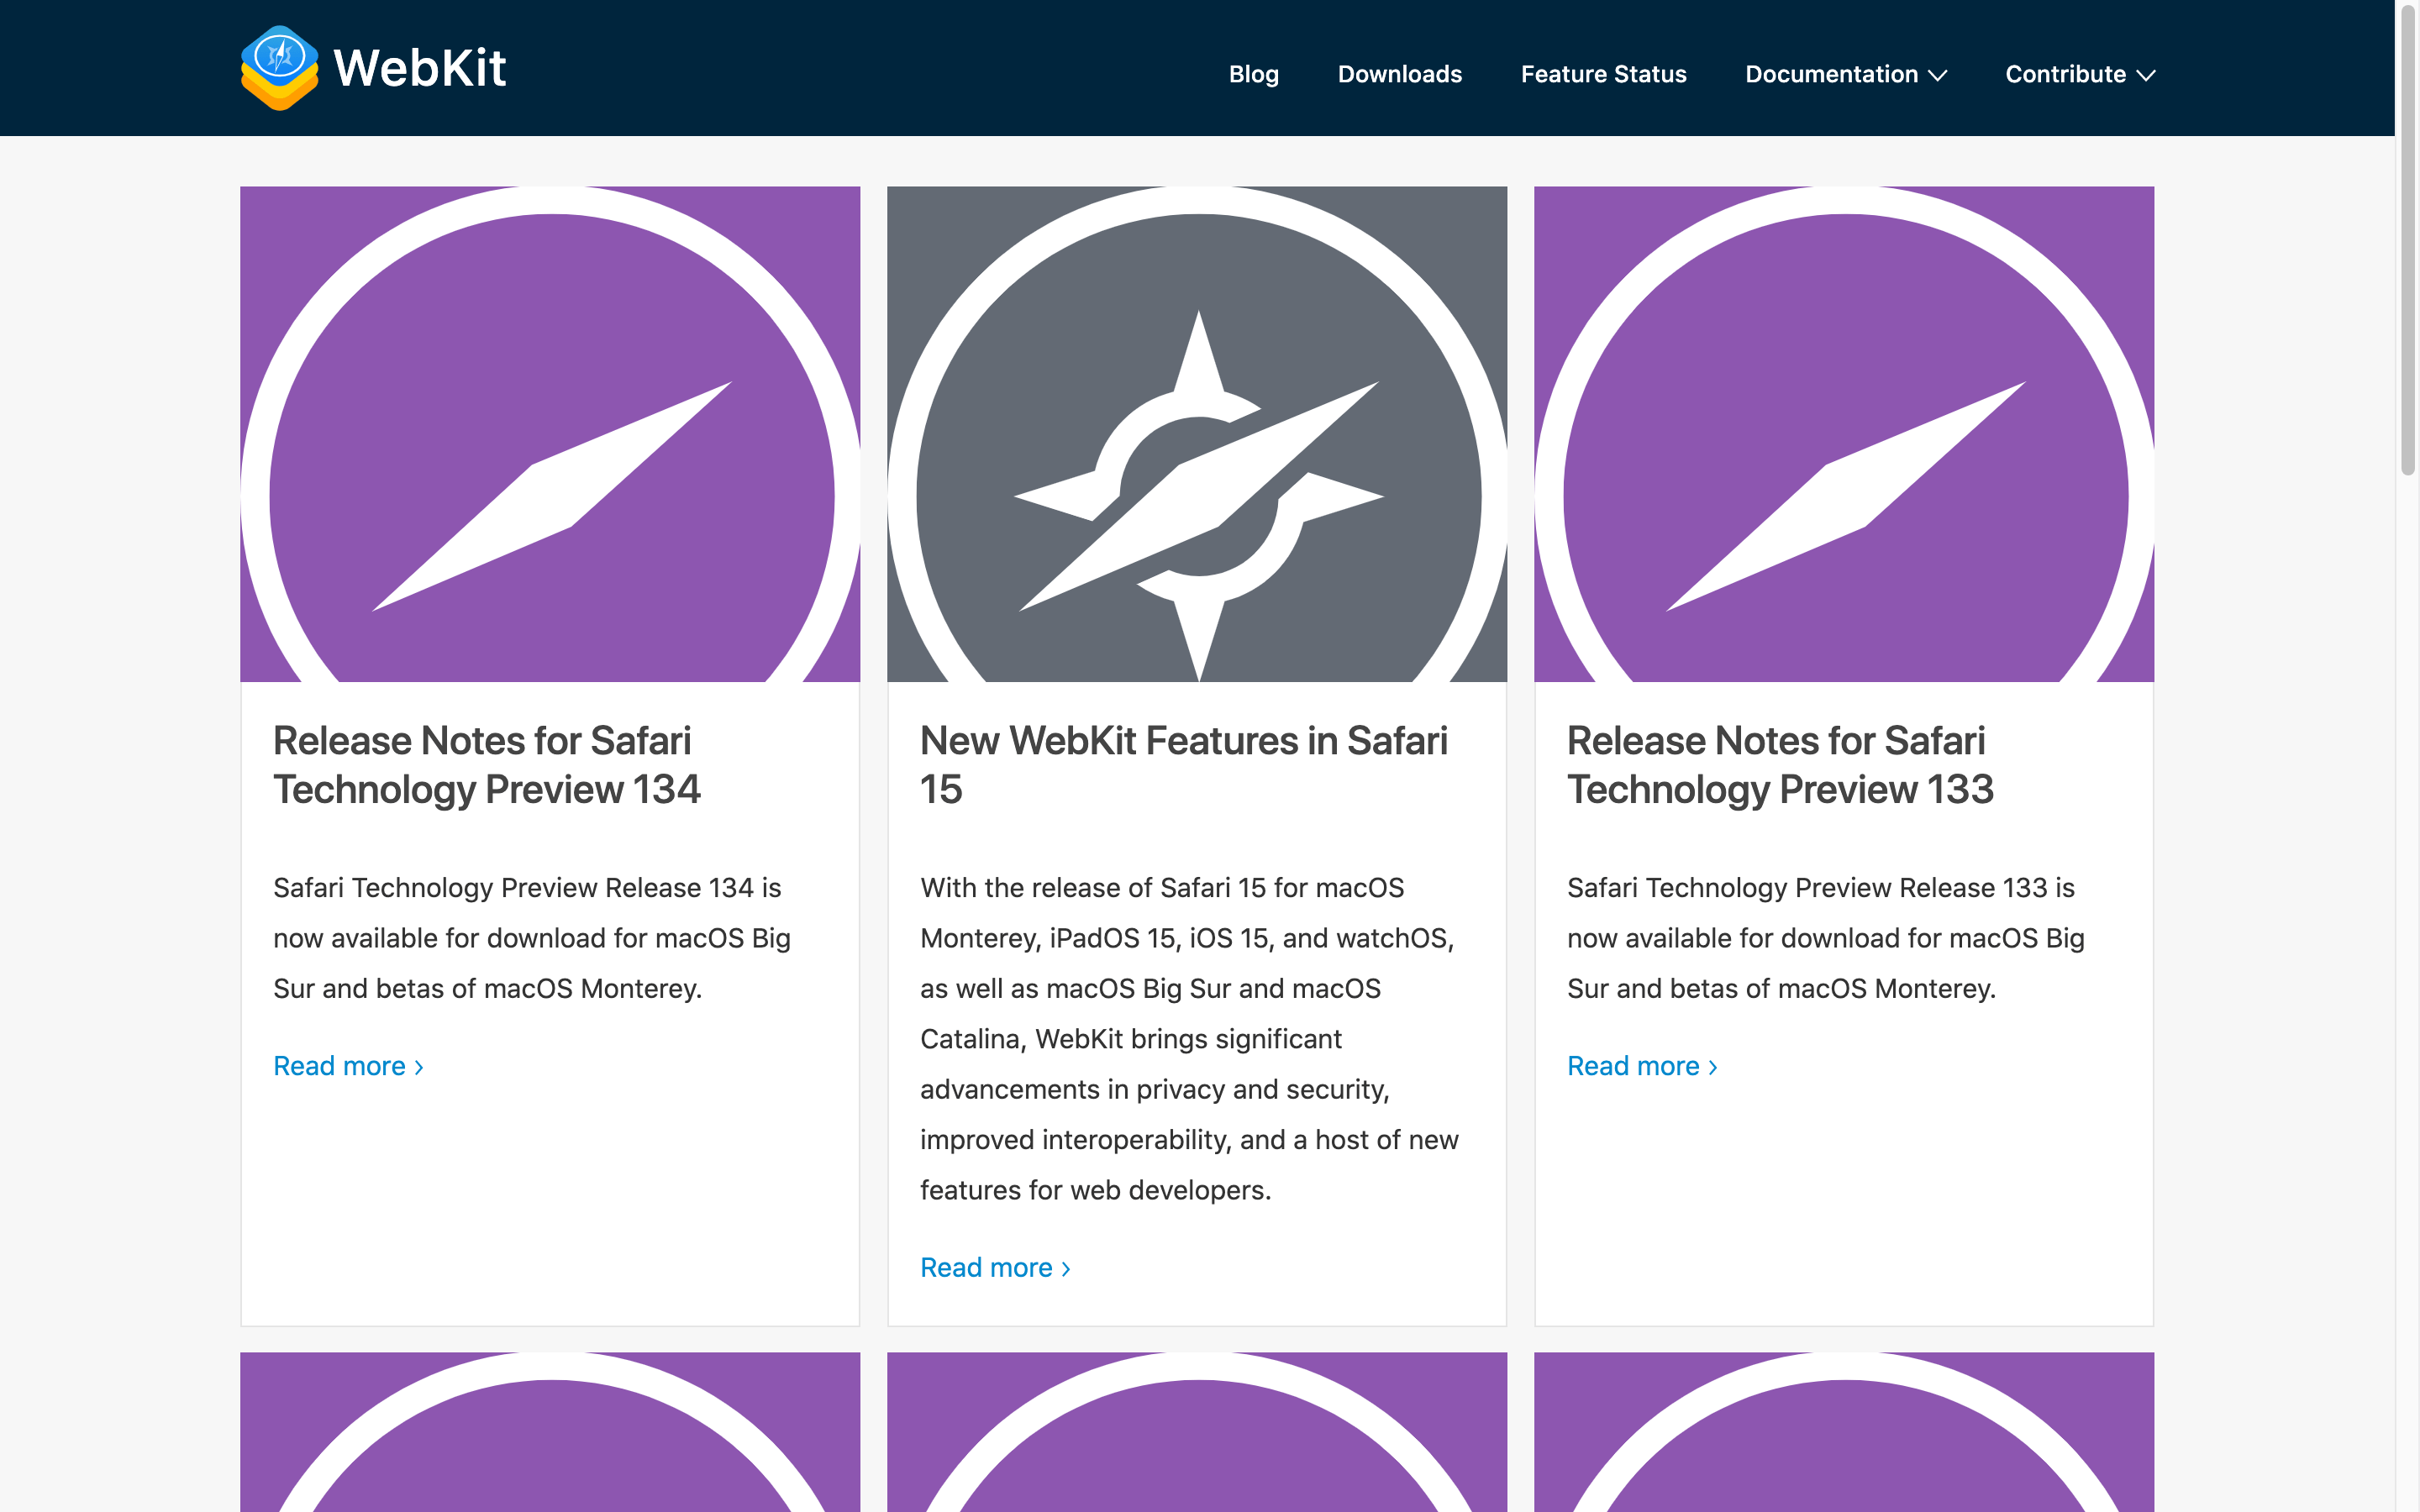 WebKit
Blog
Downloads
Feature Status
Documentation
Contribute
Release Notes for Safari
Technology Preview 134
Safari Technology Preview Release 134 is
now available for download for macOS Big
Sur and betas of macOS Monterey.
Read more ›
New WebKit Features in Safari
15
With the release of Safari 15 for macOS
Monterey, iPadOS 15, iOS 15, and watchOS,
as well as macOS Big Sur and macOS
Catalina, WebKit brings significant
advancements in privacy and security,
improved interoperability, and a host of new
features for web developers.
Read more ›
Release Notes for Safari
Technology Preview 133
Safari Technology Preview Release 133 is
now available for download for macOS Big
Sur and betas of macOS Monterey.
Read more ›